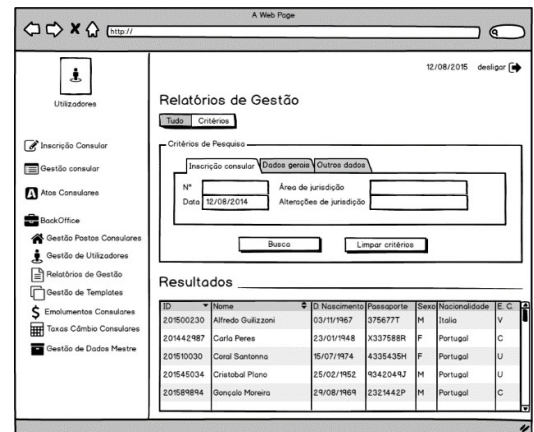 A Web Page
http://
12/08/2015 desligar
Utilizadores
Inscrição Consular
Gestão consular
A Atos Consulares
BackOffice
Gestão Postos Consulares
Gestão de Utilizadores
Relatórios de Gestão
Gestão de Templates
$ Emolumentos Consulares
Taxas Câmbio Consulares
Gestão de Dados Mestre
Relatórios de Gestão
Tudo Critérios
Critérios de Pesquisa
Inscrição consular Dados gerais Outros dados
Nº Área de jurisdição
Data 12/08/2014 Alterações de jurisdição
Busca Limpar critérios
Resultados
ID Nome D. Nascimento Passaporte Sexo Nacionalidade E. C.
201500230 Alfredo Guilizzoni 03/11/1967 375677T M Italia V
201442987 Carla Peres 23/01/1948 X337588R F Portugal C
201510030 Coral Santanna 15/07/1974 4335435H F Portugal U
201545034 Cristobal Plano 25/02/1952 9342049J M Portugal U
201589894 Gonçalo Moreira 29/08/1969 2321442P M Portugal C